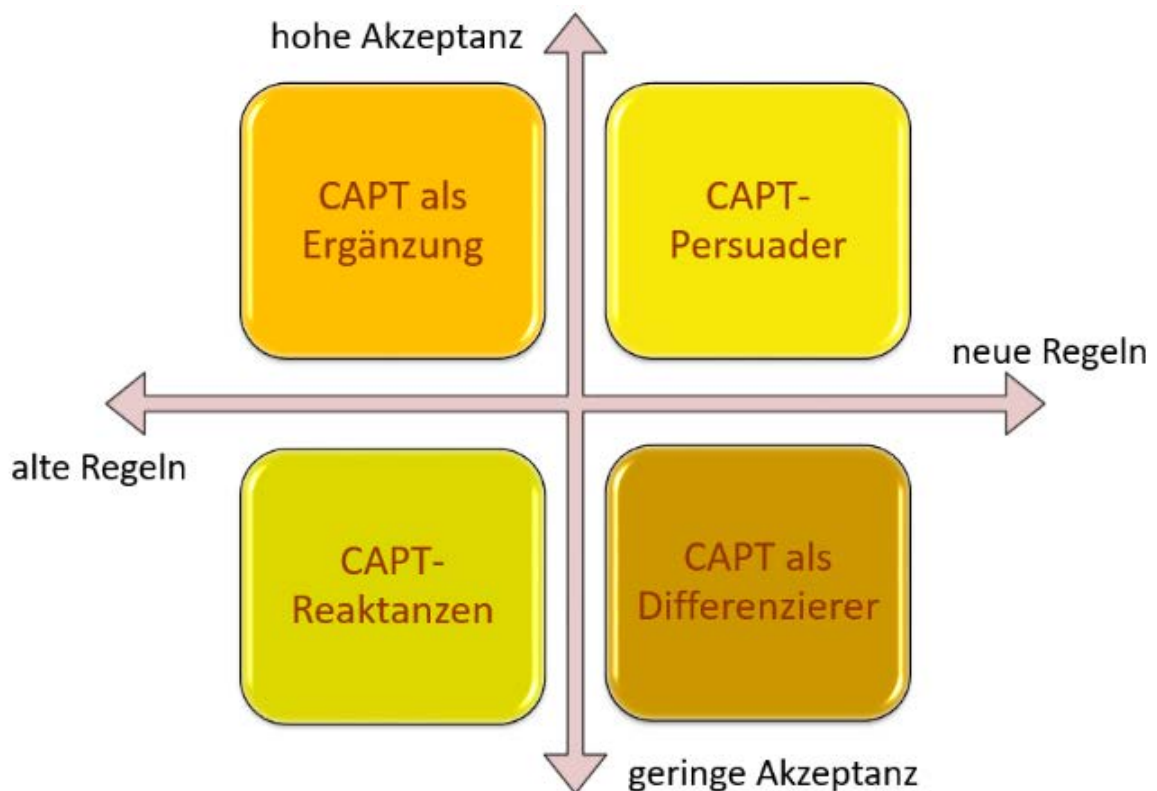 hohe Akzeptanz
CAPT als
Ergänzung
CAPT-
Persuader
neue Regeln
alte Regeln
CAPT-
Reaktanzen
CAPT als
Differenzierer
geringe Akzeptanz